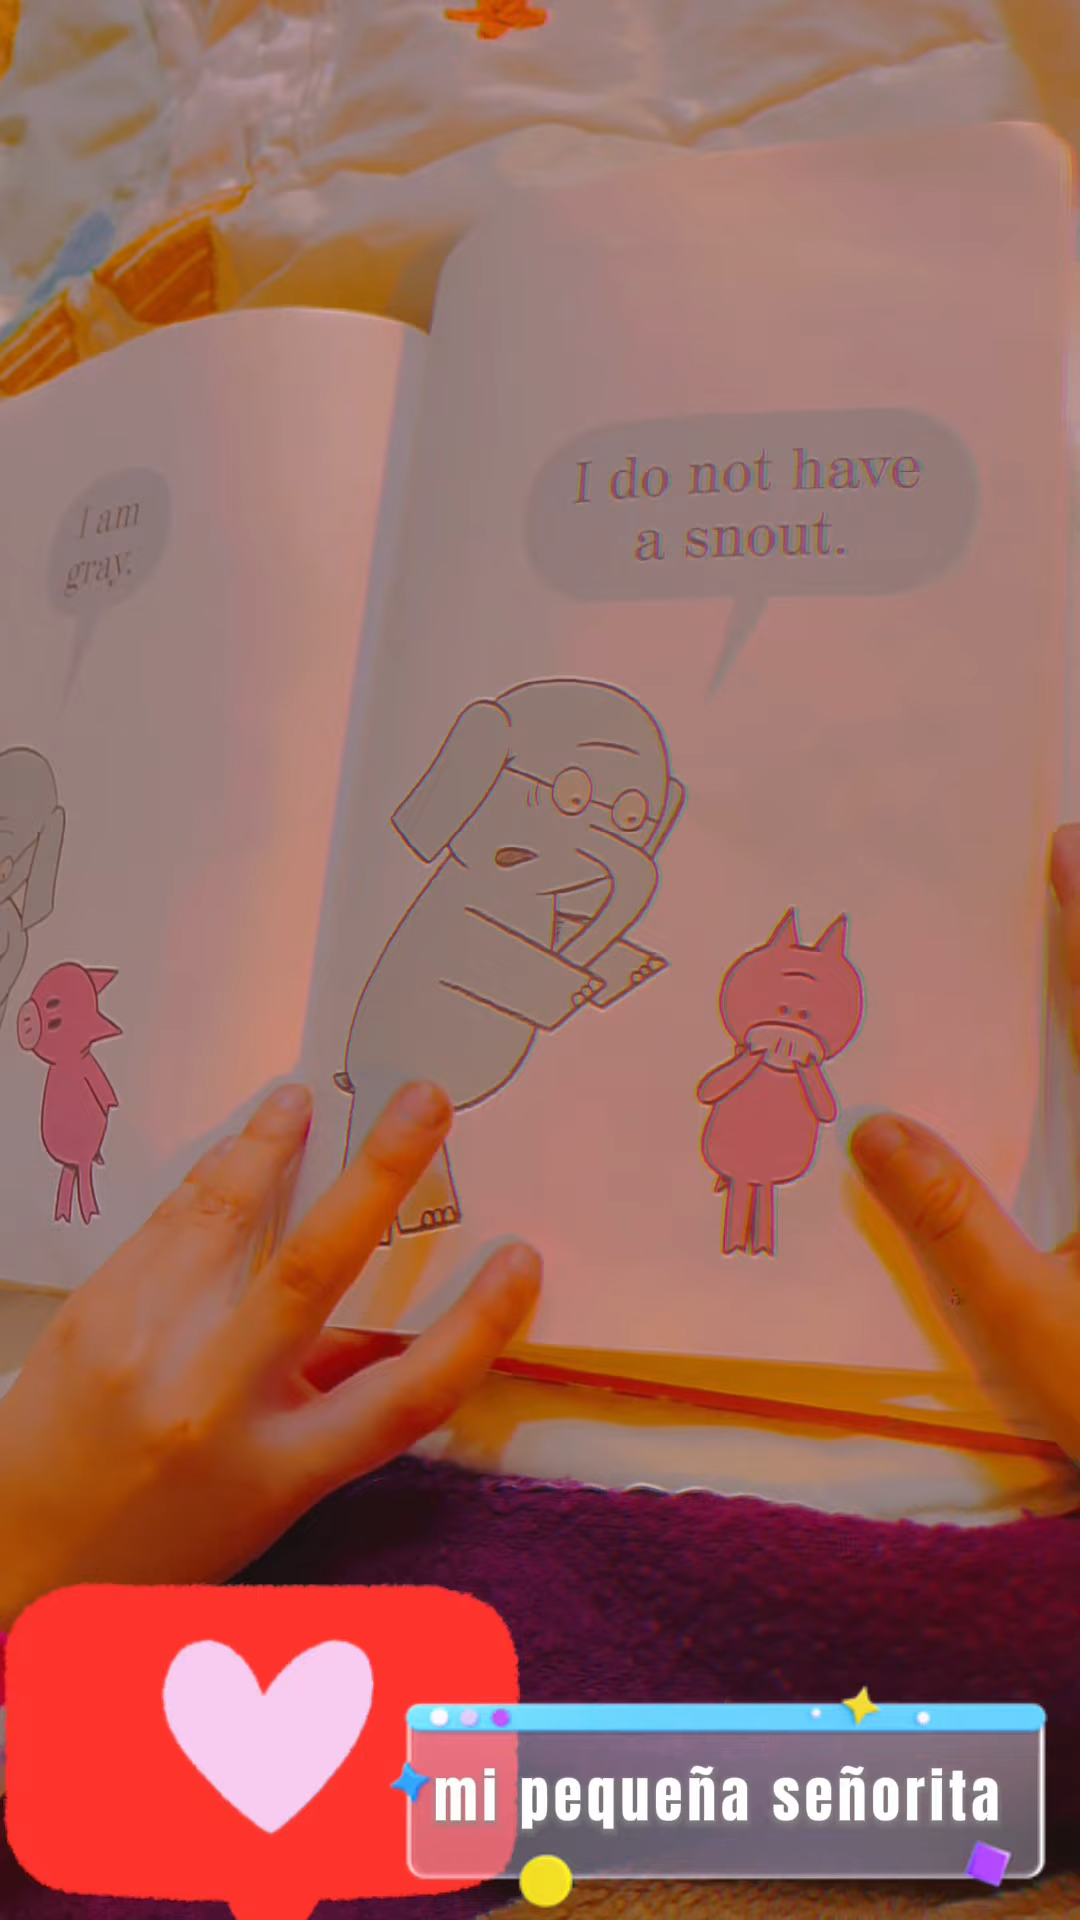 I am
gray.
I do not have
a snout.
mi pequeña señorita